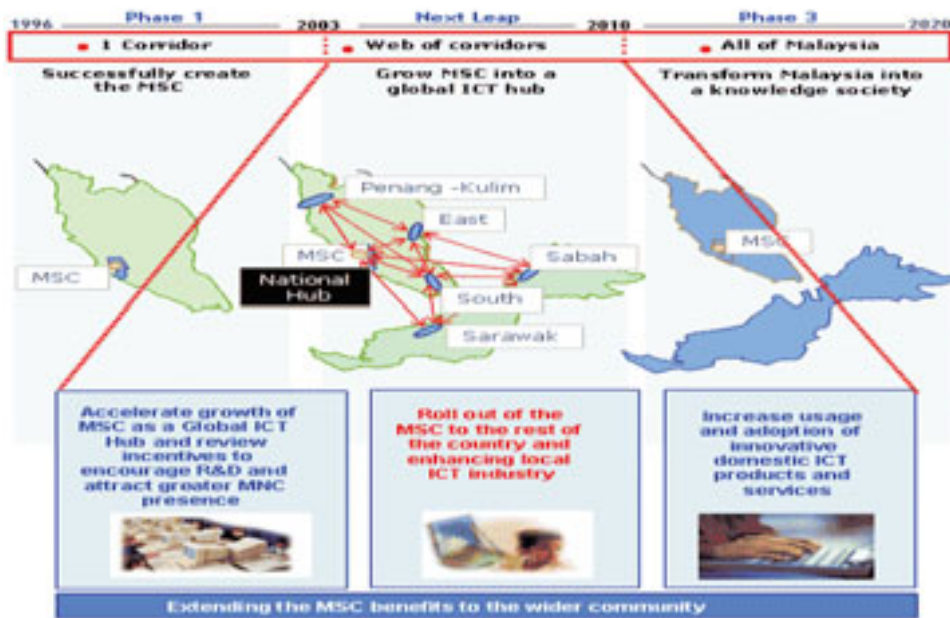 Phase 1
Next Leap
Phase 3
1996
2003
2010
2020
1 Corridor
Web of corridors
All of Malaysia
Successfully create
the MSC
Grow MSC into a
global ICT hub
Transform Malaysia into
a knowledge society
MSC
Penang -Kulim
East
MSC
Sabah
National
Hub
South
Sarawak
MSC
Accelerate growth of
MSC as a Global ICT
Hub and review
incentives to
encourage R&D and
attract greater MNC
presence
Roll out of the
MSC to the rest
of the country and
enhancing local
ICT industry
Increase usage
and adoption of
innovative
domestic ICT
products and
services
Extending the MSC benefits to the wider community